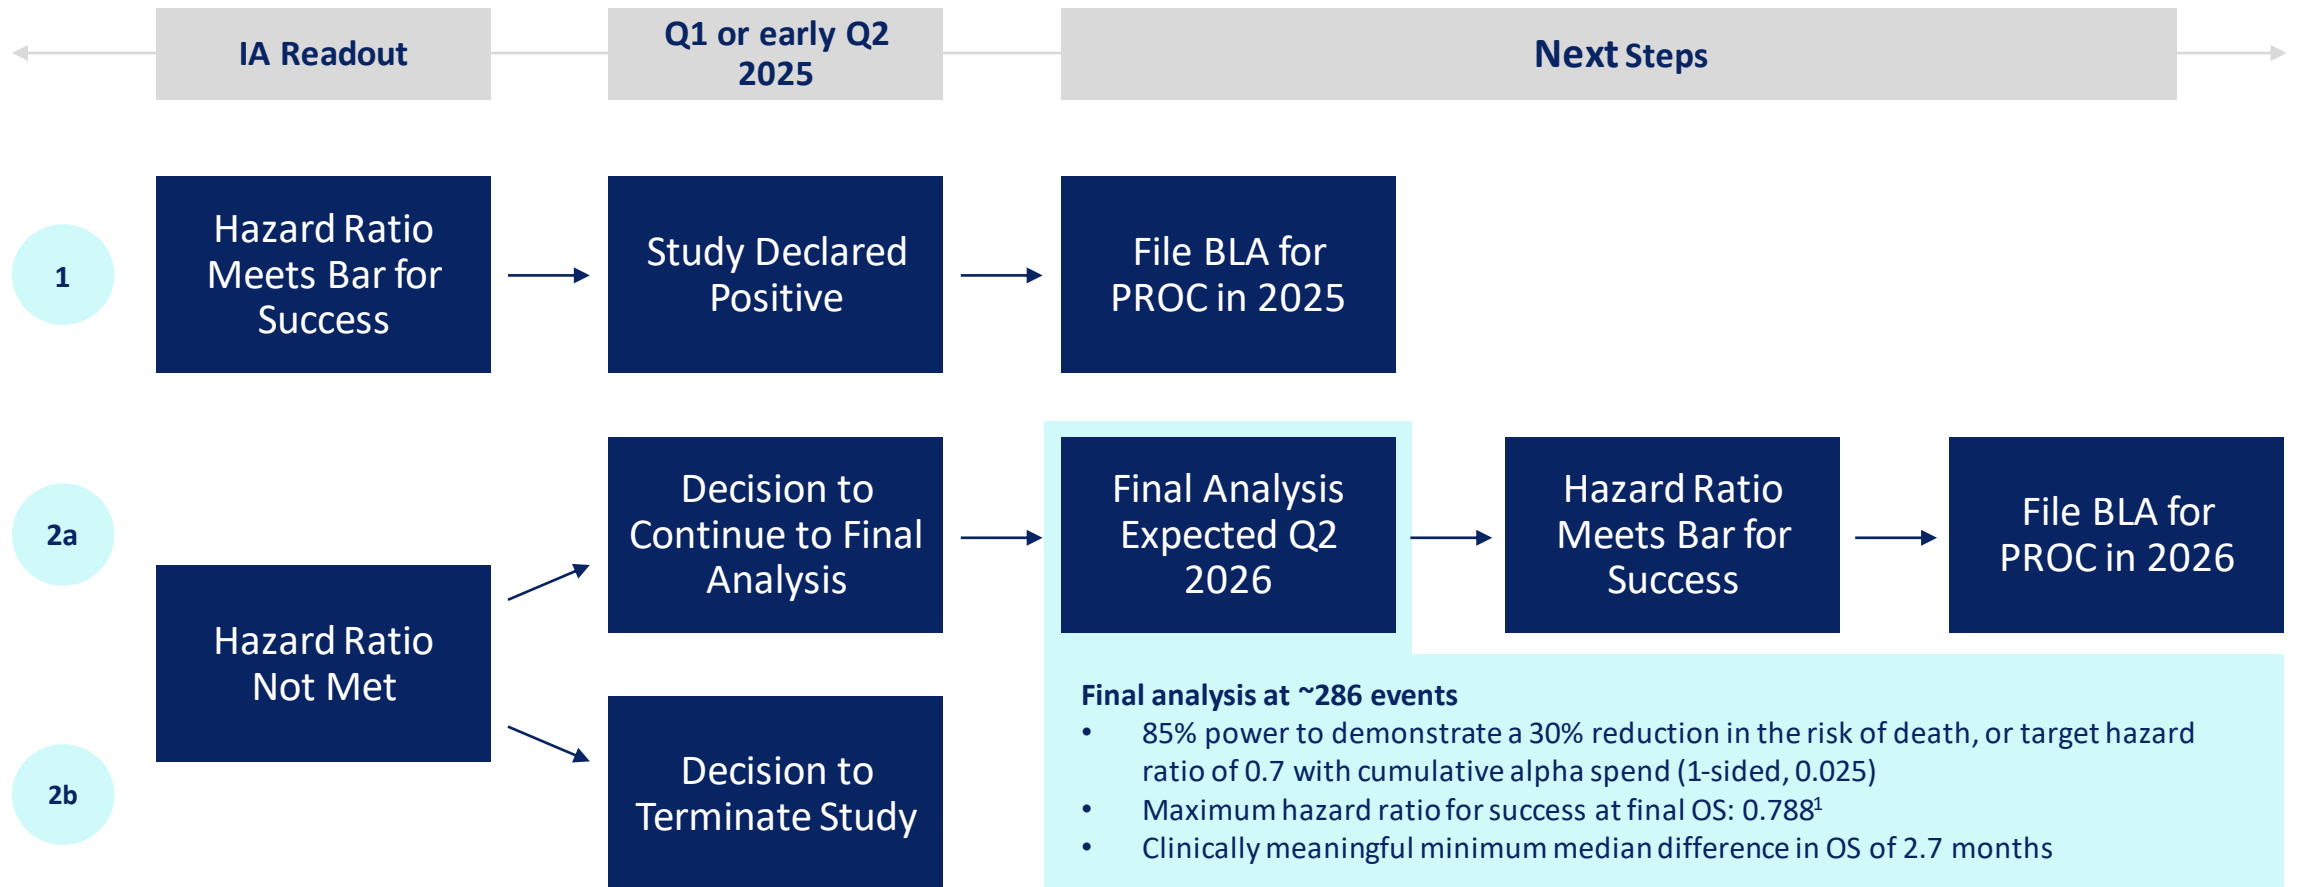 IA Readout
Q1 or early Q2
2025
Next Steps
1
Hazard Ratio
Meets Bar for
Success
Study Declared
Positive
File BLA for
PROC in 2025
2a
Hazard Ratio
Not Met
Decision to
Continue to Final
Analysis
Final Analysis
Expected Q2
2026
Hazard Ratio
Meets Bar for
Success
File BLA for
PROC in 2026
2b
Decision to
Terminate Study
Final analysis at ~286 events
• 85% power to demonstrate a 30% reduction in the risk of death, or target hazard
ratio of 0.7 with cumulative alpha spend (1-sided, 0.025)
• Maximum hazard ratio for success at final OS: 0.788¹
• Clinically meaningful minimum median difference in OS of 2.7 months